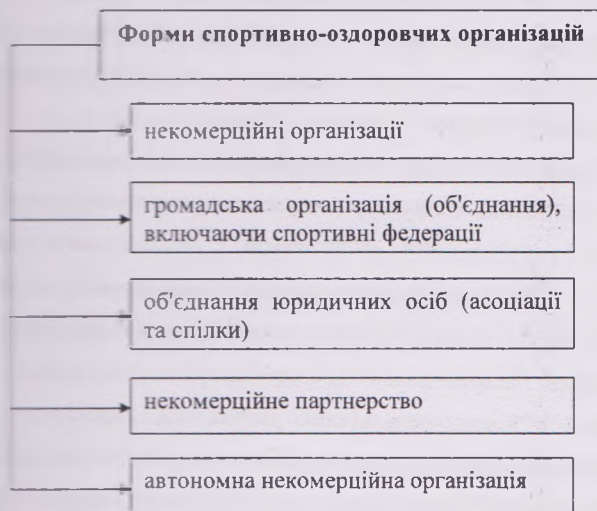 Форми спортивно-оздоровчих організацій
некомерційні організації
громадська організація (об'єднання),
включаючи спортивні федерації
об'єднання юридичних осіб (асоціації
та спілки)
некомерційне партнерство
автономна некомерційна організація